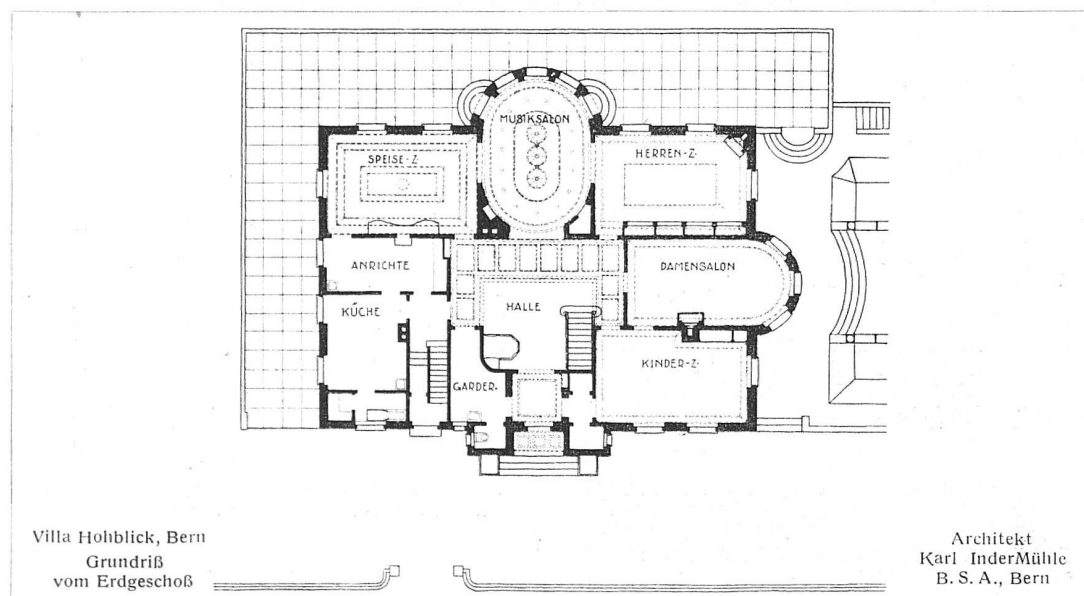 MUSIKSALON
SPEISE-Z.
HERREN-Z.
ANRICHTE
DAMENSALON
KÜCHE
HALLE
KINDER-Z.
GARDER.
Villa Hohblick, Bern
Grundriß
vom Erdgeschoß
Architekt
Karl InderMühle
B. S. A., Bern